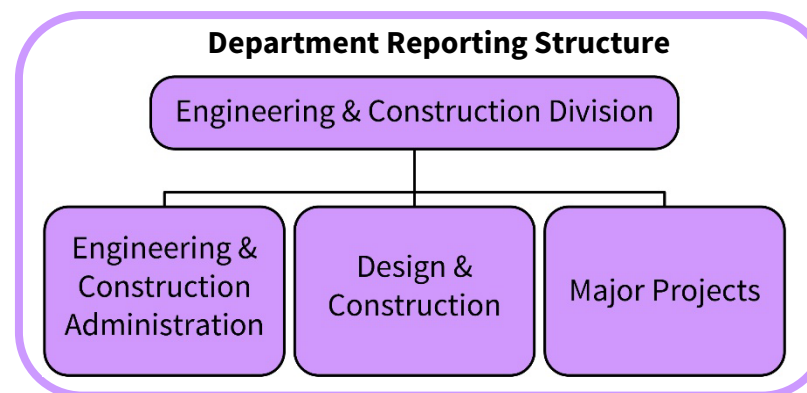 Department Reporting Structure
Engineering & Construction Division
Engineering &
Construction
Administration
Design &
Construction
Major Projects